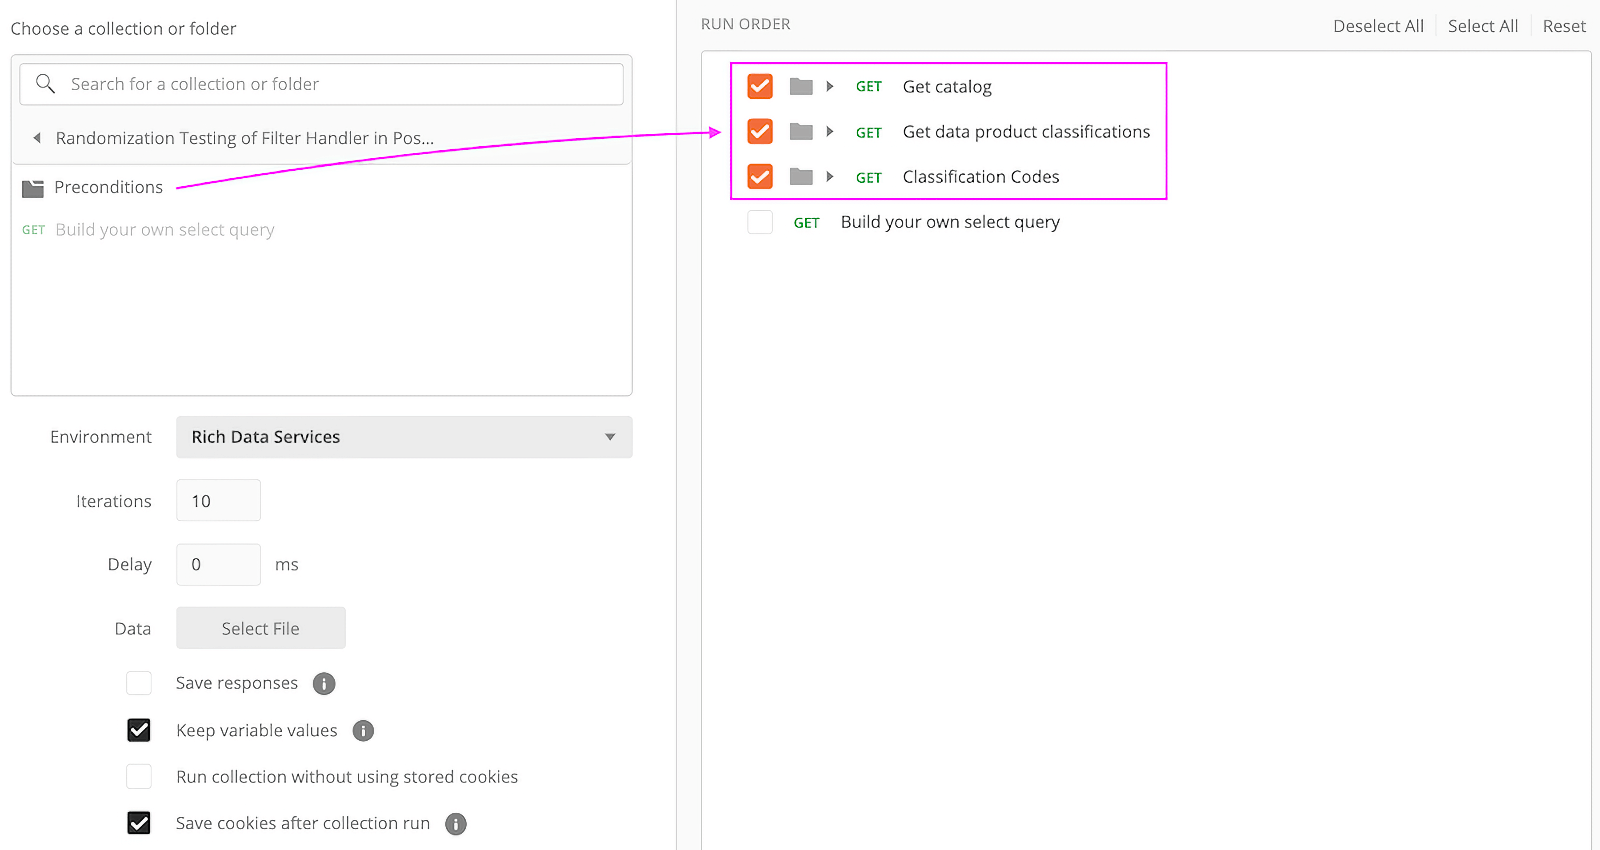 Choose a collection or folder
Search for a collection or folder
Randomization Testing of Filter Handler in Pos...
Preconditions
GET Build your own select query
Environment Rich Data Services
Iterations 10
Delay 0 ms
Data Select File
Save responses
Keep variable values
Run collection without using stored cookies
Save cookies after collection run
RUN ORDER Deselect All Select All Reset
GET Get catalog
GET Get data product classifications
GET Classification Codes
GET Build your own select query